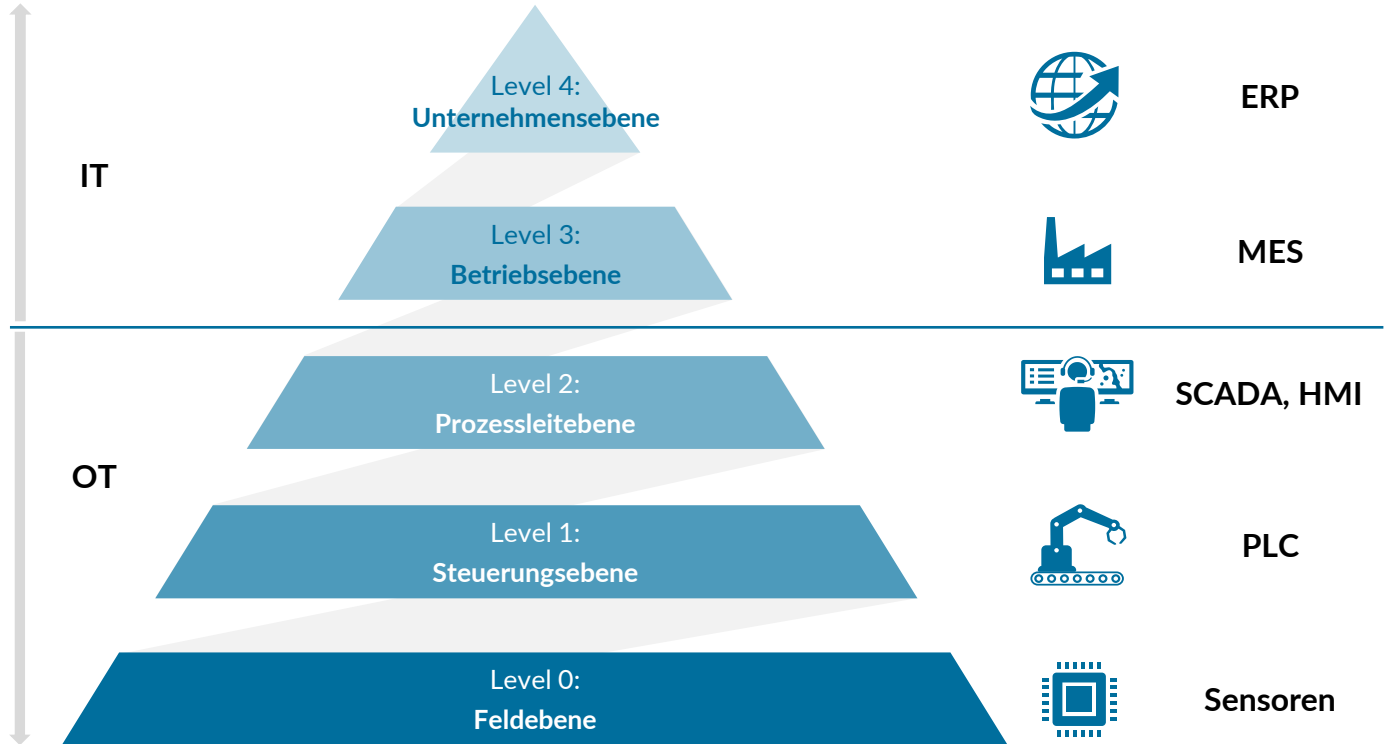 Level 4:
Unternehmensebene
ERP
IT
Level 3:
Betriebsebene
MES
Level 2:
Prozessleitebene
SCADA, HMI
OT
Level 1:
Steuerungsebene
PLC
Level 0:
Feldebene
Sensoren